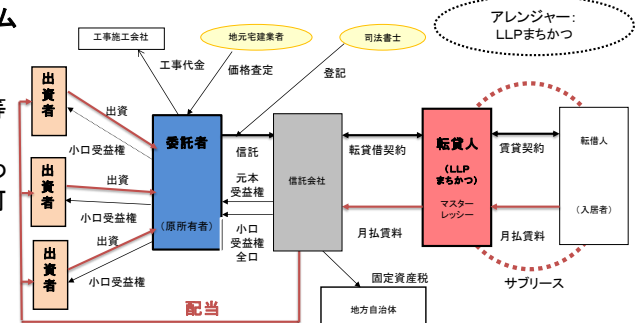 ム
アレンジャー:
LLPまちかつ
工事施工会社
地元宅建業者
司法書士
工事代金
価格査定
登記
出
資
者
等
出資
委託者
信託
転貸借契約
転貸人
(LLP
まちかつ)
マスター
レッシー
賃貸契約
転借人
小口受益権
っ
可
出
資
者
出資
元本
受益権
信託会社
(原所有者)
小口
受益権
全口
(入居者)
小口受益権
月払賃料
月払賃料
出
資
者
出資
小口受益権
固定資産税
サブリース
配当
地方自治体